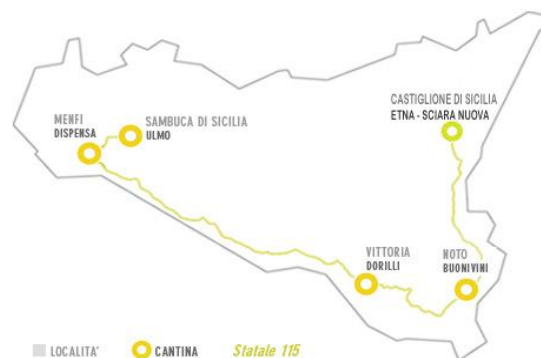 CASTIGLIONE DI SICILIA
ETNA - SCIARA NUOVA
MENFI
DISPENSA
SAMBUCA DI SICILIA
ULMO
VITTORIA
DORILLI
NOTO
BUONIVINI
LOCALITA'
CANTINA
Statale 115